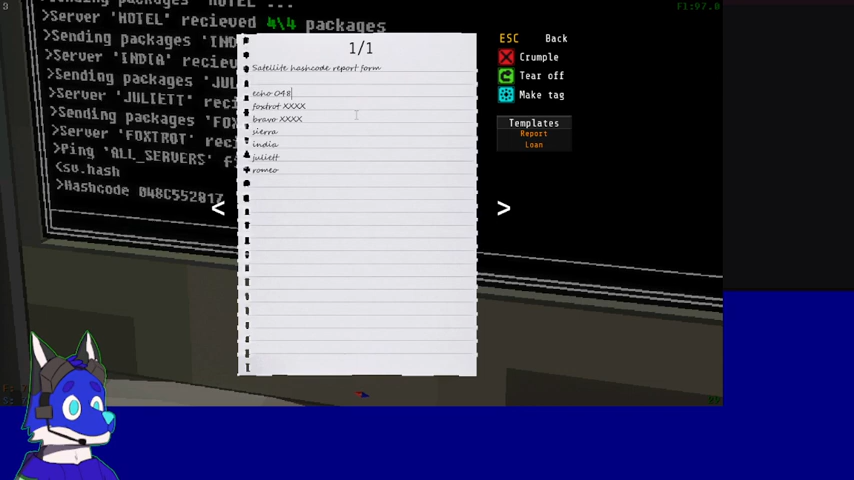 >Server 'HOTEL' recieved 4\4 packages
>Sending packages 'IND
>Server 'INDIA' recieve
>Sending packages 'JUL
>Server 'JULIETT' rec
>Sending packages 'FOX
>Server 'FOXTROT' rec
>Ping 'ALL_SERVERS' f
<sv.hash
>Hashcode 048C552817
1/1
Satellite hashcode report form
echo 048
foxtrot XXXX
bravo XXXX
sierra
india
juliett
romeo
<
>
ESC Back
Crumple
Tear off
Make tag
Templates
Report
Loan